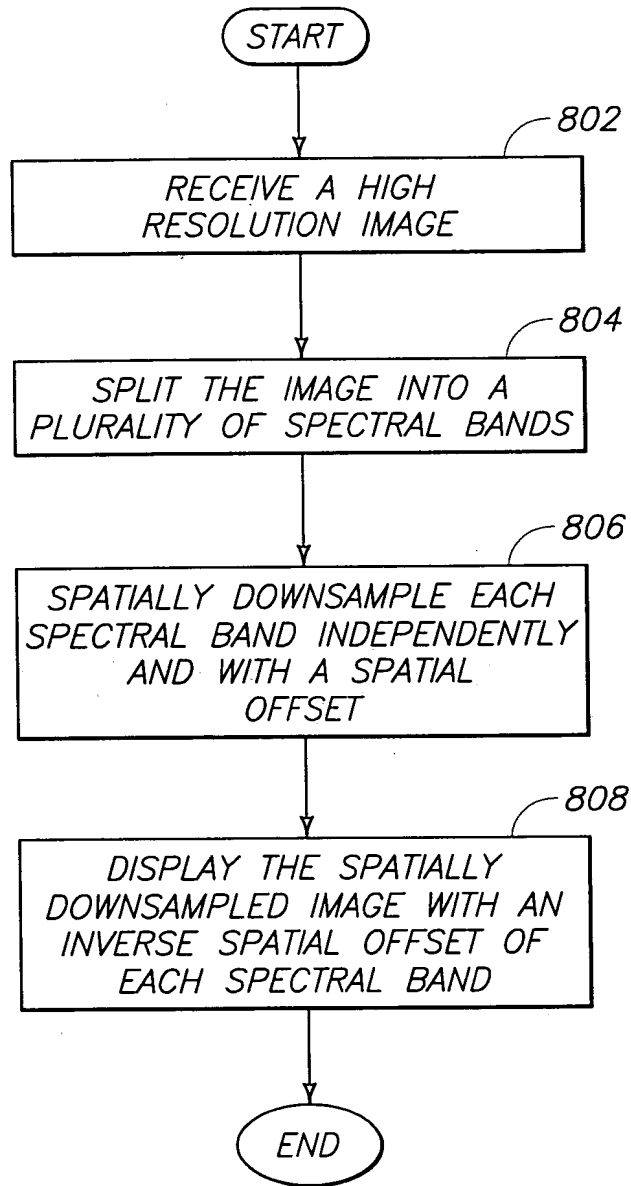 START
802
RECEIVE A HIGH
RESOLUTION IMAGE
804
SPLIT THE IMAGE INTO A
PLURALITY OF SPECTRAL BANDS
806
SPATIALLY DOWNSAMPLE EACH
SPECTRAL BAND INDEPENDENTLY
AND WITH A SPATIAL
OFFSET
808
DISPLAY THE SPATIALLY
DOWNSAMPLED IMAGE WITH AN
INVERSE SPATIAL OFFSET OF
EACH SPECTRAL BAND
END